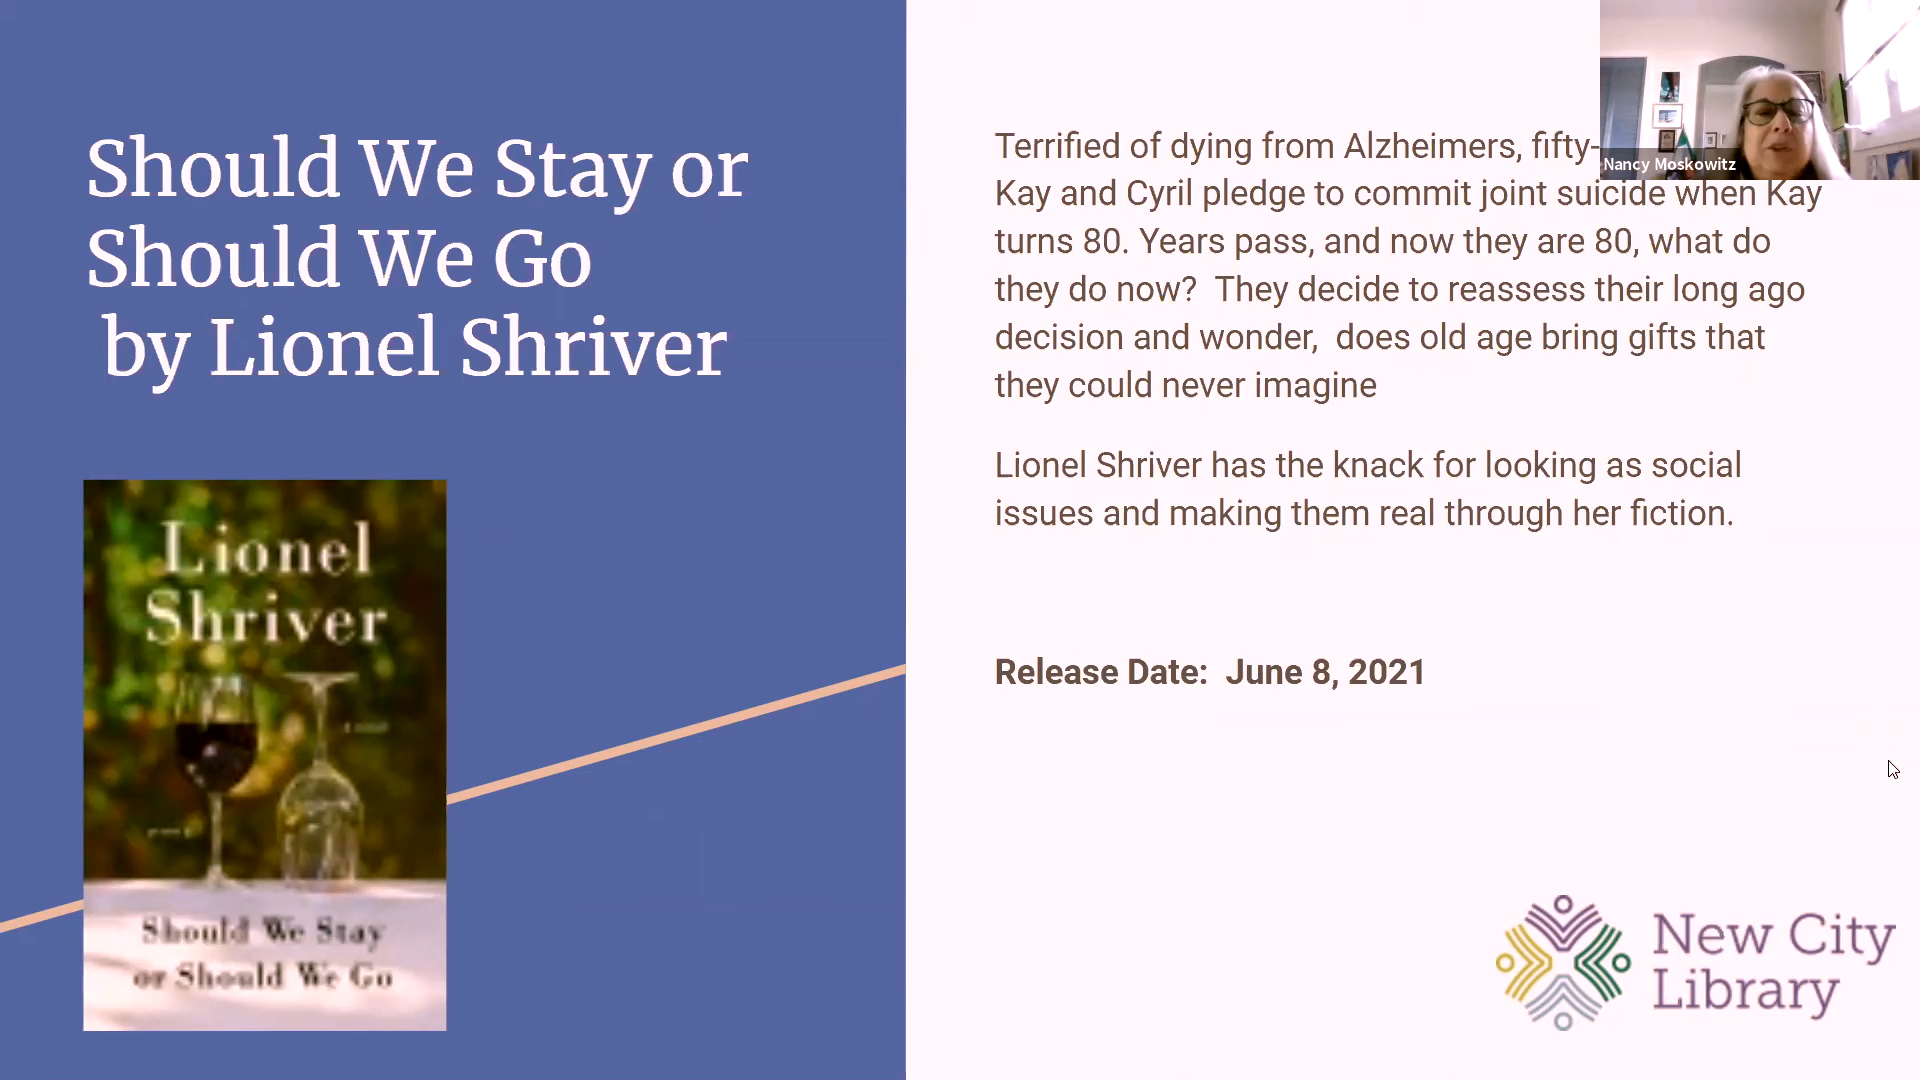 Should We Stay or
Should We Go
by Lionel Shriver
Terrified of dying from Alzheimers, fifty-
Kay and Cyril pledge to commit joint suicide when Kay
turns 80. Years pass, and now they are 80, what do
they do now? They decide to reassess their long ago
decision and wonder, does old age bring gifts that
they could never imagine
Lionel Shriver has the knack for looking as social
issues and making them real through her fiction.
Release Date: June 8, 2021
Nancy Moskowitz
Lionel
Shriver
Should We Stay
or Should We Go
New City
Library